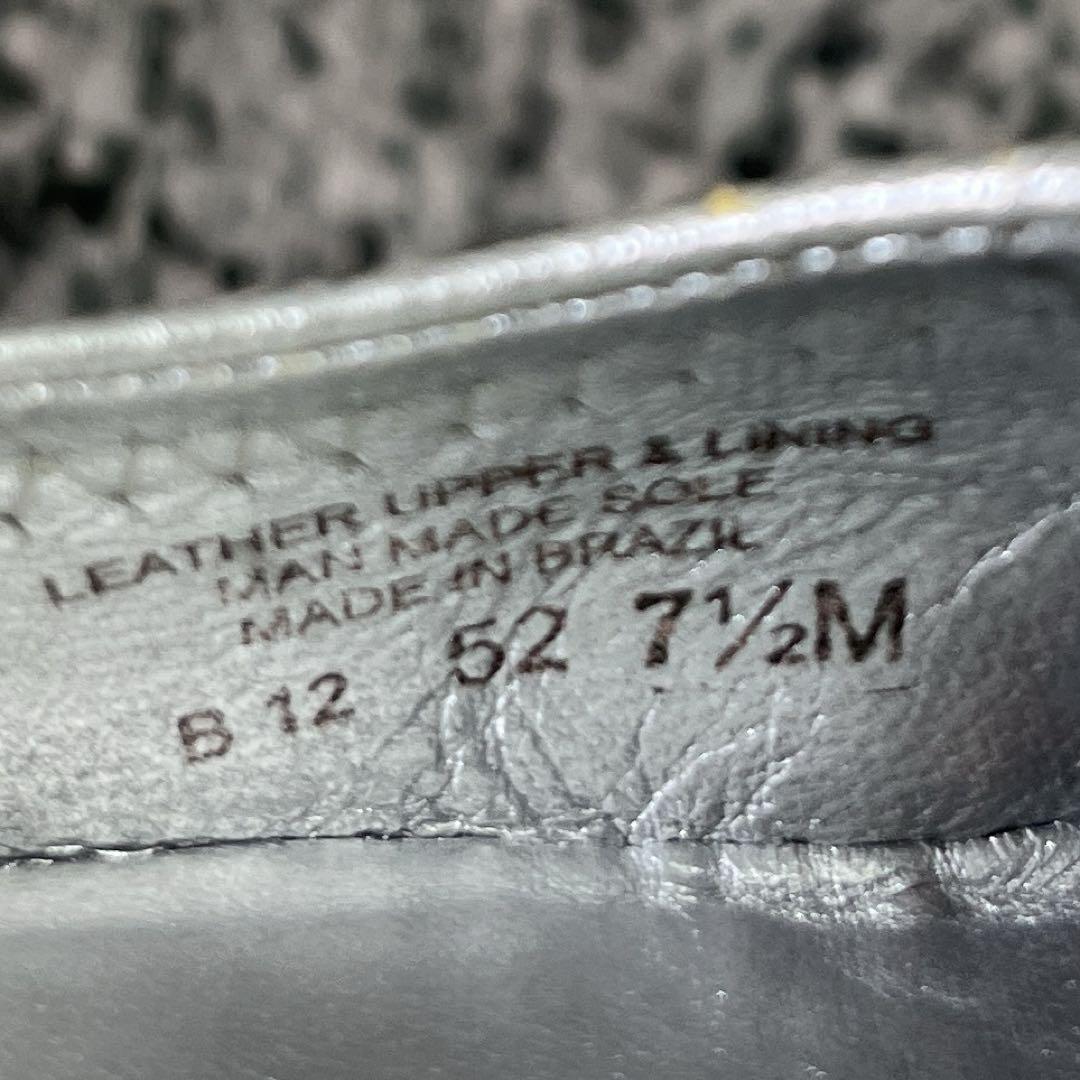 LEATHER UPPER & LINING
MAN MADE SOLE
MADE IN BRAZIL
B 12 52 7½M